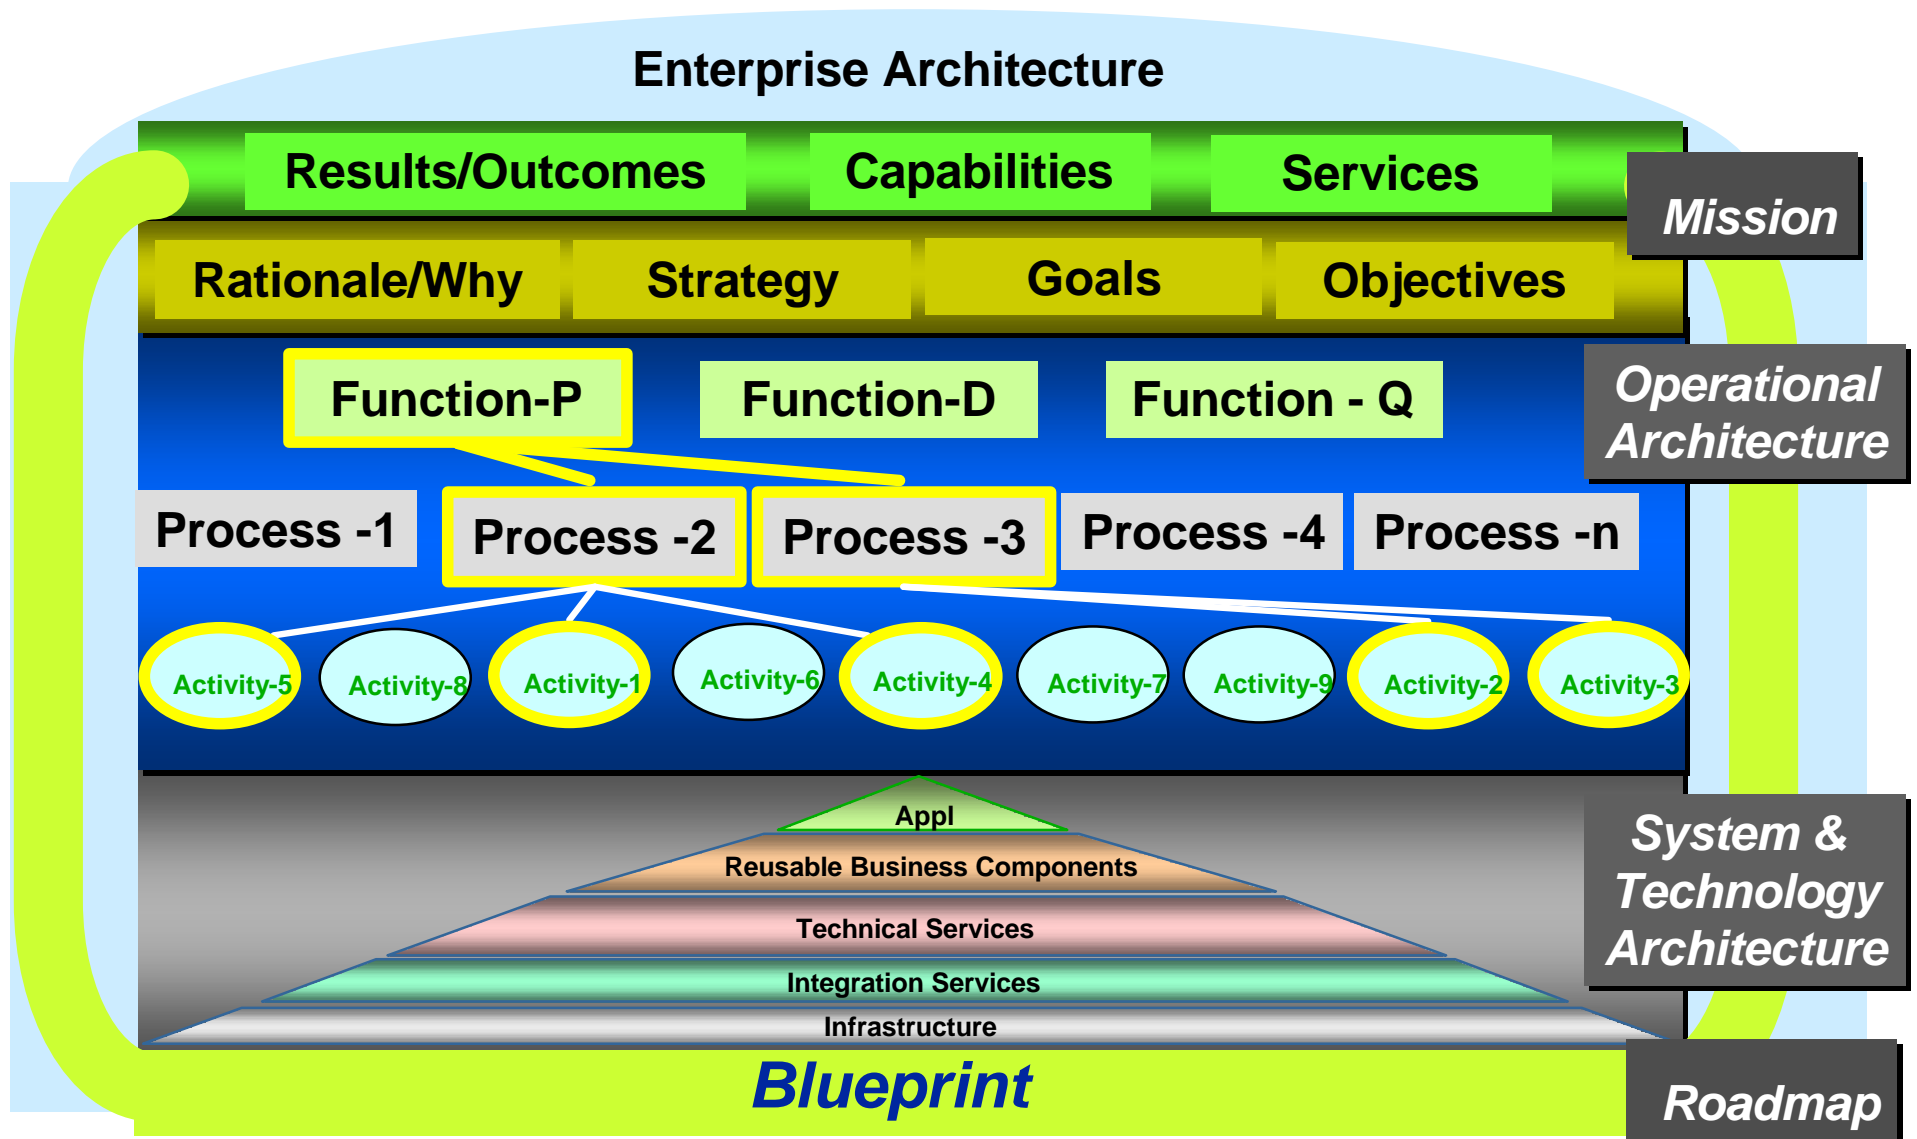 Enterprise Architecture
Results/Outcomes
Capabilities
Services
Mission
Rationale/Why
Strategy
Goals
Objectives
Function-P
Function-D
Function - Q
Operational
Architecture
Process -1
Process -2
Process -3
Process -4
Process -n
Activity-5
Activity-8
Activity-1
Activity-6
Activity-4
Activity-7
Activity-9
Activity-2
Activity-3
Appl
Reusable Business Components
Technical Services
Integration Services
Infrastructure
System &
Technology
Architecture
Blueprint
Roadmap